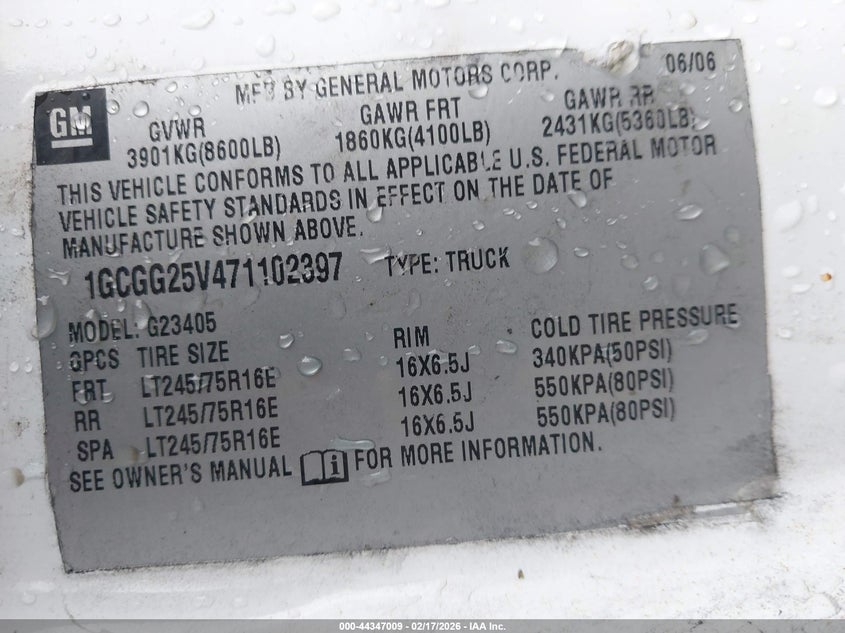 MFD BY GENERAL MOTORS CORP. 06/06
GM
GVWR GAWR FRT GAWR RR
3901KG(8600LB) 1860KG(4100LB) 2431KG(5360LB)
THIS VEHICLE CONFORMS TO ALL APPLICABLE U.S. FEDERAL MOTOR
VEHICLE SAFETY STANDARDS IN EFFECT ON THE DATE OF
MANUFACTURE SHOWN ABOVE.
1GCGG25V471102397 TYPE: TRUCK
MODEL: G23405
GPCS TIRE SIZE RIM COLD TIRE PRESSURE
FRT LT245/75R16E 16X6.5J 340KPA(50PSI)
RR LT245/75R16E 16X6.5J 550KPA(80PSI)
SPA LT245/75R16E 16X6.5J 550KPA(80PSI)
SEE OWNER'S MANUAL i FOR MORE INFORMATION.
000-44347009 - 02/17/2026 - IAA Inc.